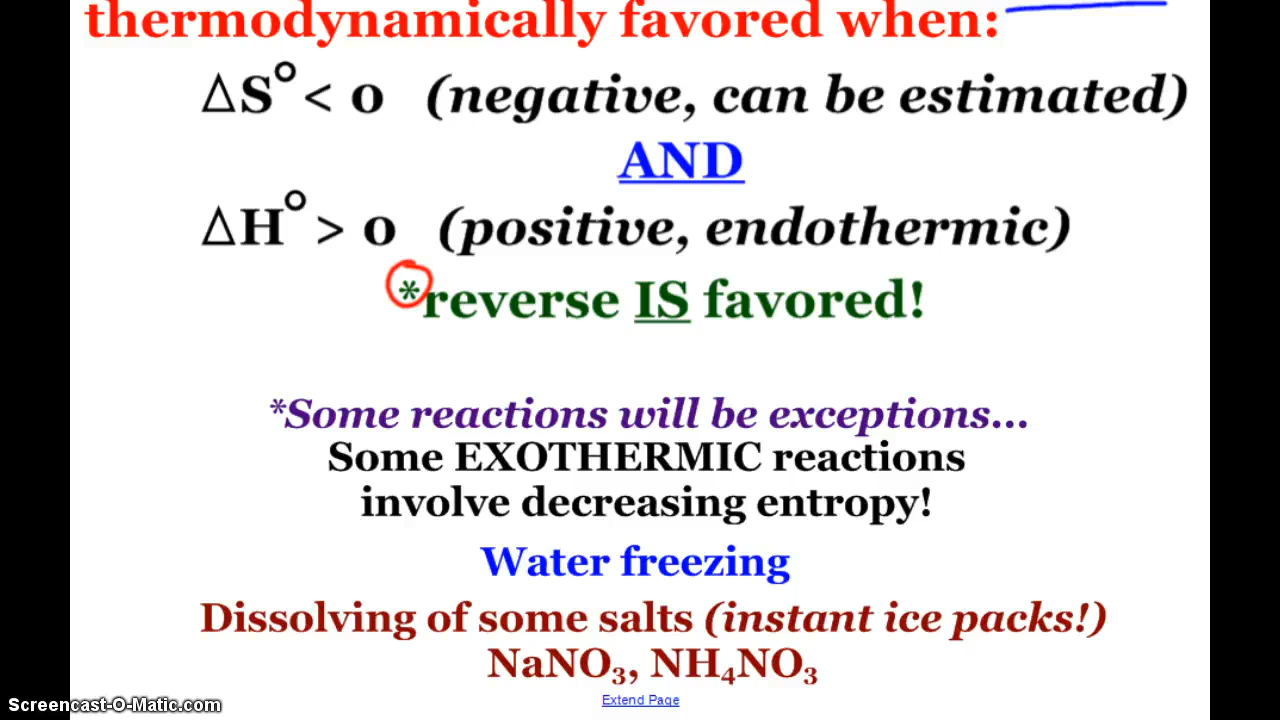 thermodynamically favored when:
△S° < 0 (negative, can be estimated)
AND
△H° > 0 (positive, endothermic)
*reverse IS favored!
*Some reactions will be exceptions...
Some EXOTHERMIC reactions
involve decreasing entropy!
Water freezing
Dissolving of some salts (instant ice packs!)
NaNO₃, NH₄NO₃
Extend Page
Screencast-O-Matic.com